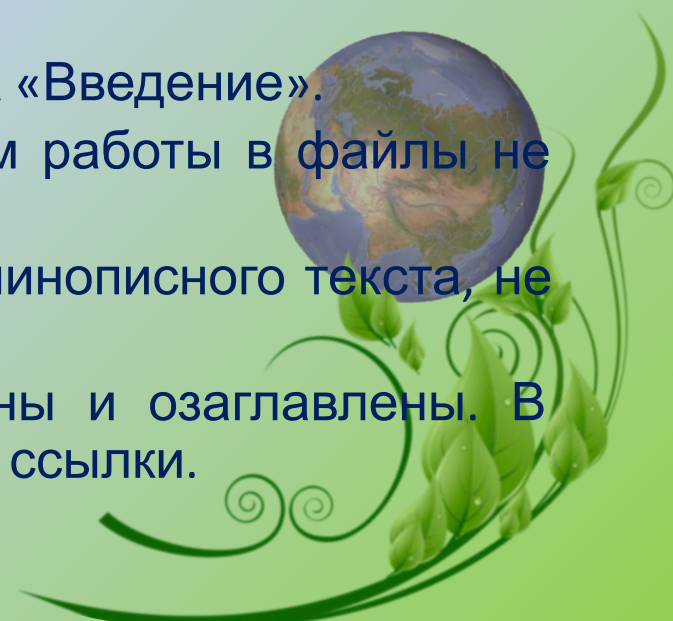 «Введение».
м работы в файлы не
инописного текста, не
ны и озаглавлены. В
ссылки.